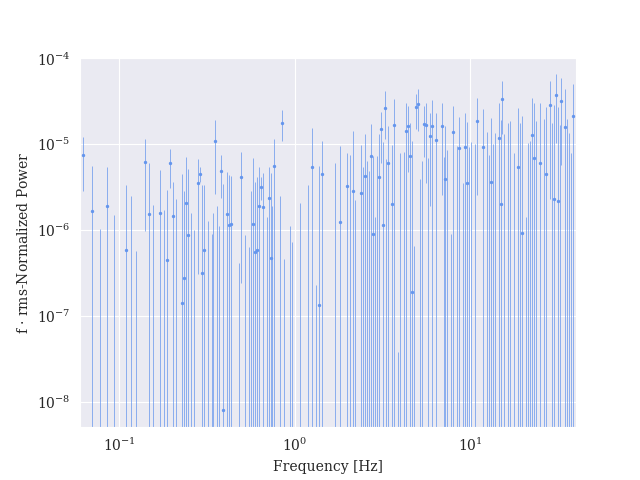 10⁻⁴
10⁻⁵
10⁻⁶
10⁻⁷
10⁻⁸
f · rms-Normalized Power
10⁻¹ 10⁰ 10¹
Frequency [Hz]